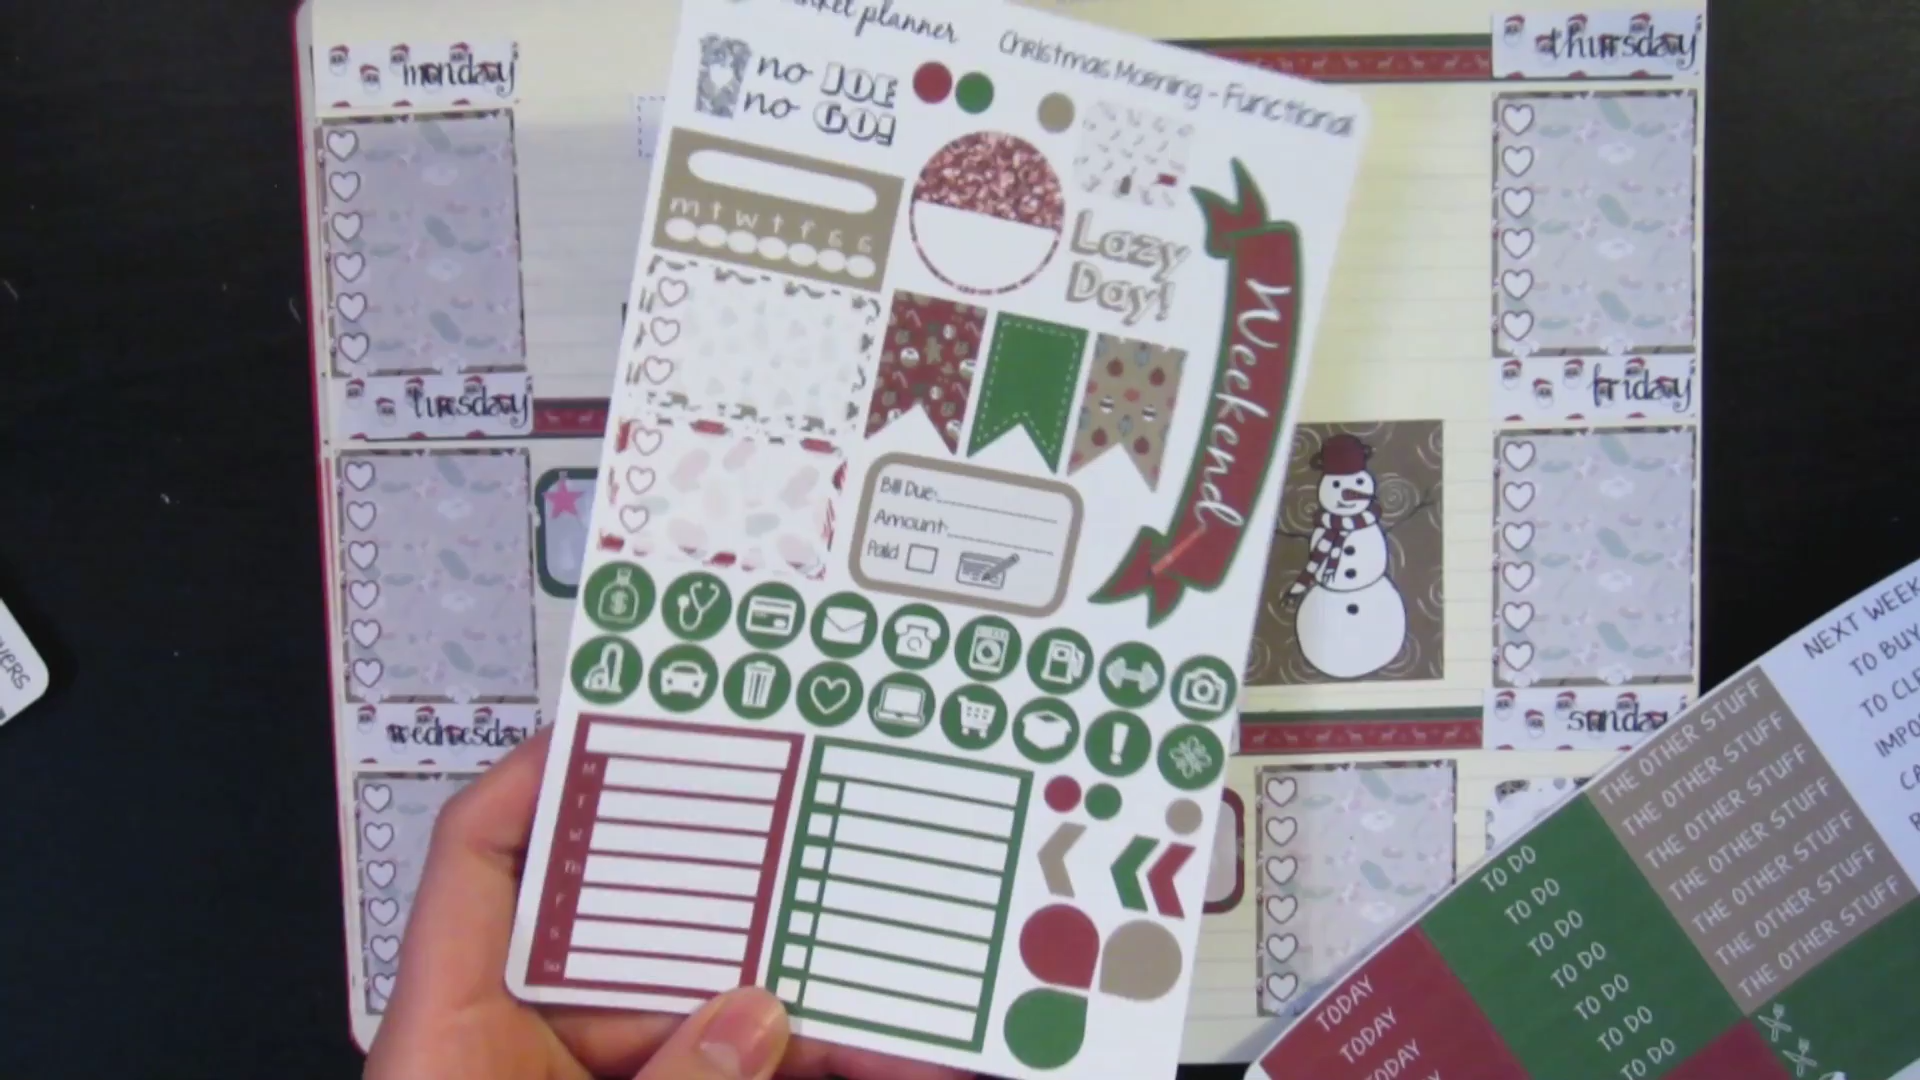 planner
Christmas Morning - Functional
no JOE
no GO!
m t w t f s s
Lazy
Day!
Weekend
Bill Due:
Amount:
Paid
$
M
T
W
Th
F
S
Su
monday
tuesday
wednesday
thursday
friday
sunday
NEXT WEEK
TO BUY
THE OTHER STUFF
THE OTHER STUFF
THE OTHER STUFF
THE OTHER STUFF
THE OTHER STUFF
THE OTHER STUFF
THE OTHER STUFF
TO DO
TO DO
TO DO
TO DO
TO DO
TO DO
TO DO
TODAY
TODAY
TODAY